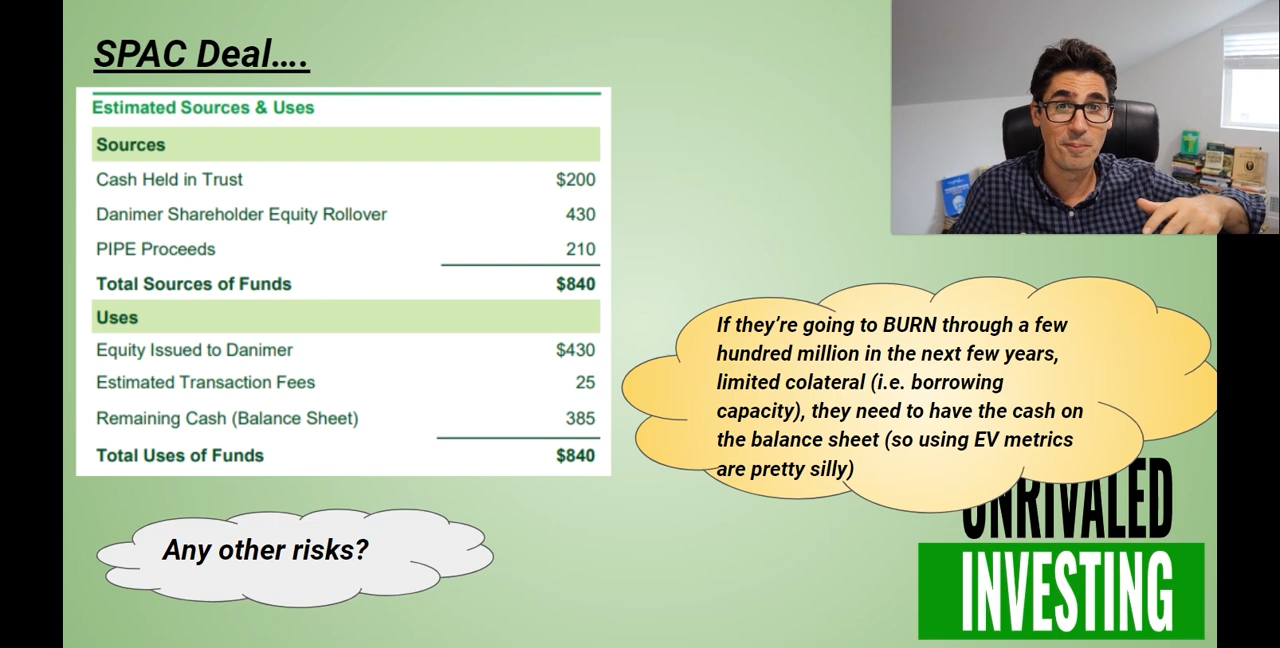 SPAC Deal....
Estimated Sources & Uses
Sources
Cash Held in Trust $200
Danimer Shareholder Equity Rollover 430
PIPE Proceeds 210
Total Sources of Funds $840
Uses
Equity Issued to Danimer $430
Estimated Transaction Fees 25
Remaining Cash (Balance Sheet) 385
Total Uses of Funds $840
If they're going to BURN through a few
hundred million in the next few years,
limited colateral (i.e. borrowing
capacity), they need to have the cash on
the balance sheet (so using EV metrics
are pretty silly)
Any other risks?
UNRIVALED
INVESTING